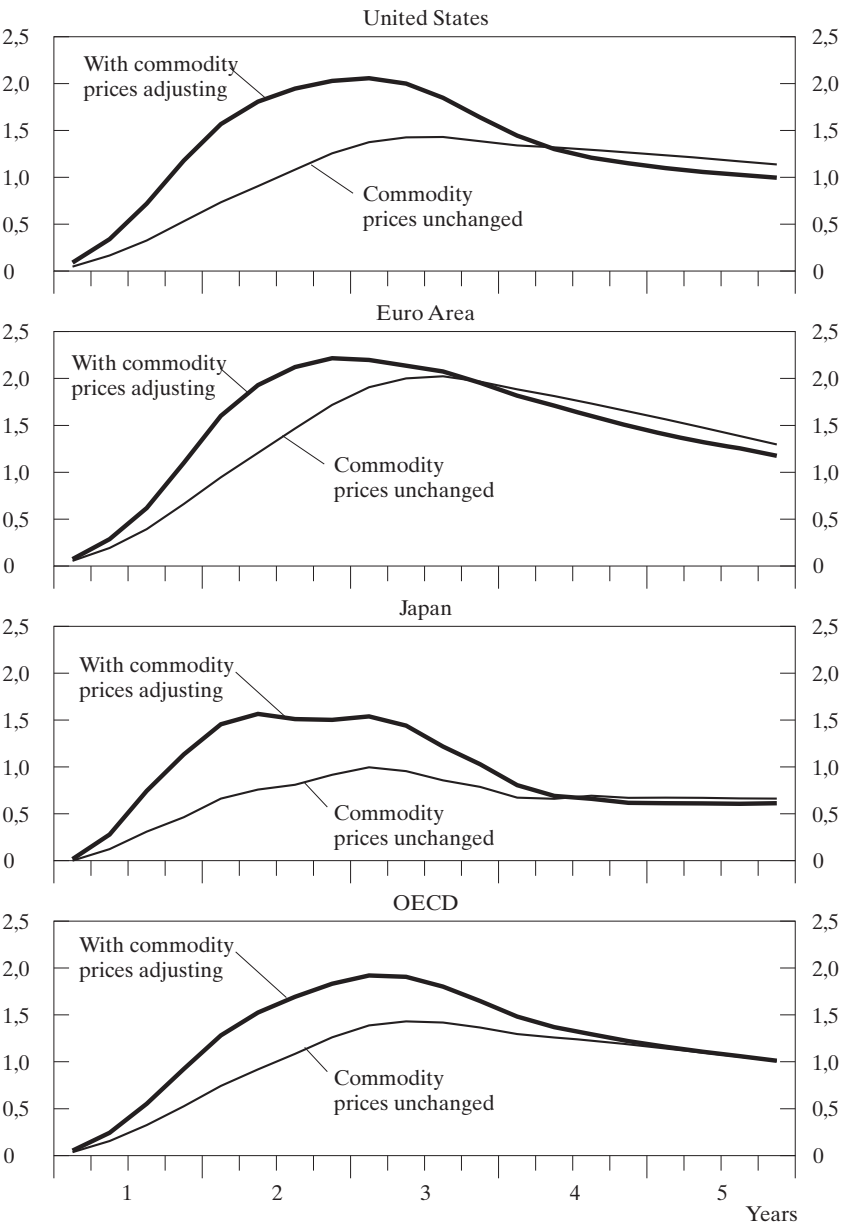 United States
2,5 2,5
With commodity
prices adjusting
2,0 2,0
1,5 1,5
1,0 1,0
Commodity
prices unchanged
0,5 0,5
0 0
Euro Area
2,5 2,5
With commodity
prices adjusting
2,0 2,0
1,5 1,5
Commodity
prices unchanged
1,0 1,0
0,5 0,5
0 0
Japan
2,5 2,5
With commodity
prices adjusting
2,0 2,0
1,5 1,5
1,0 1,0
Commodity
prices unchanged
0,5 0,5
0 0
OECD
2,5 2,5
With commodity
prices adjusting
2,0 2,0
1,5 1,5
1,0 1,0
Commodity
prices unchanged
0,5 0,5
0 0
1 2 3 4 5
Years